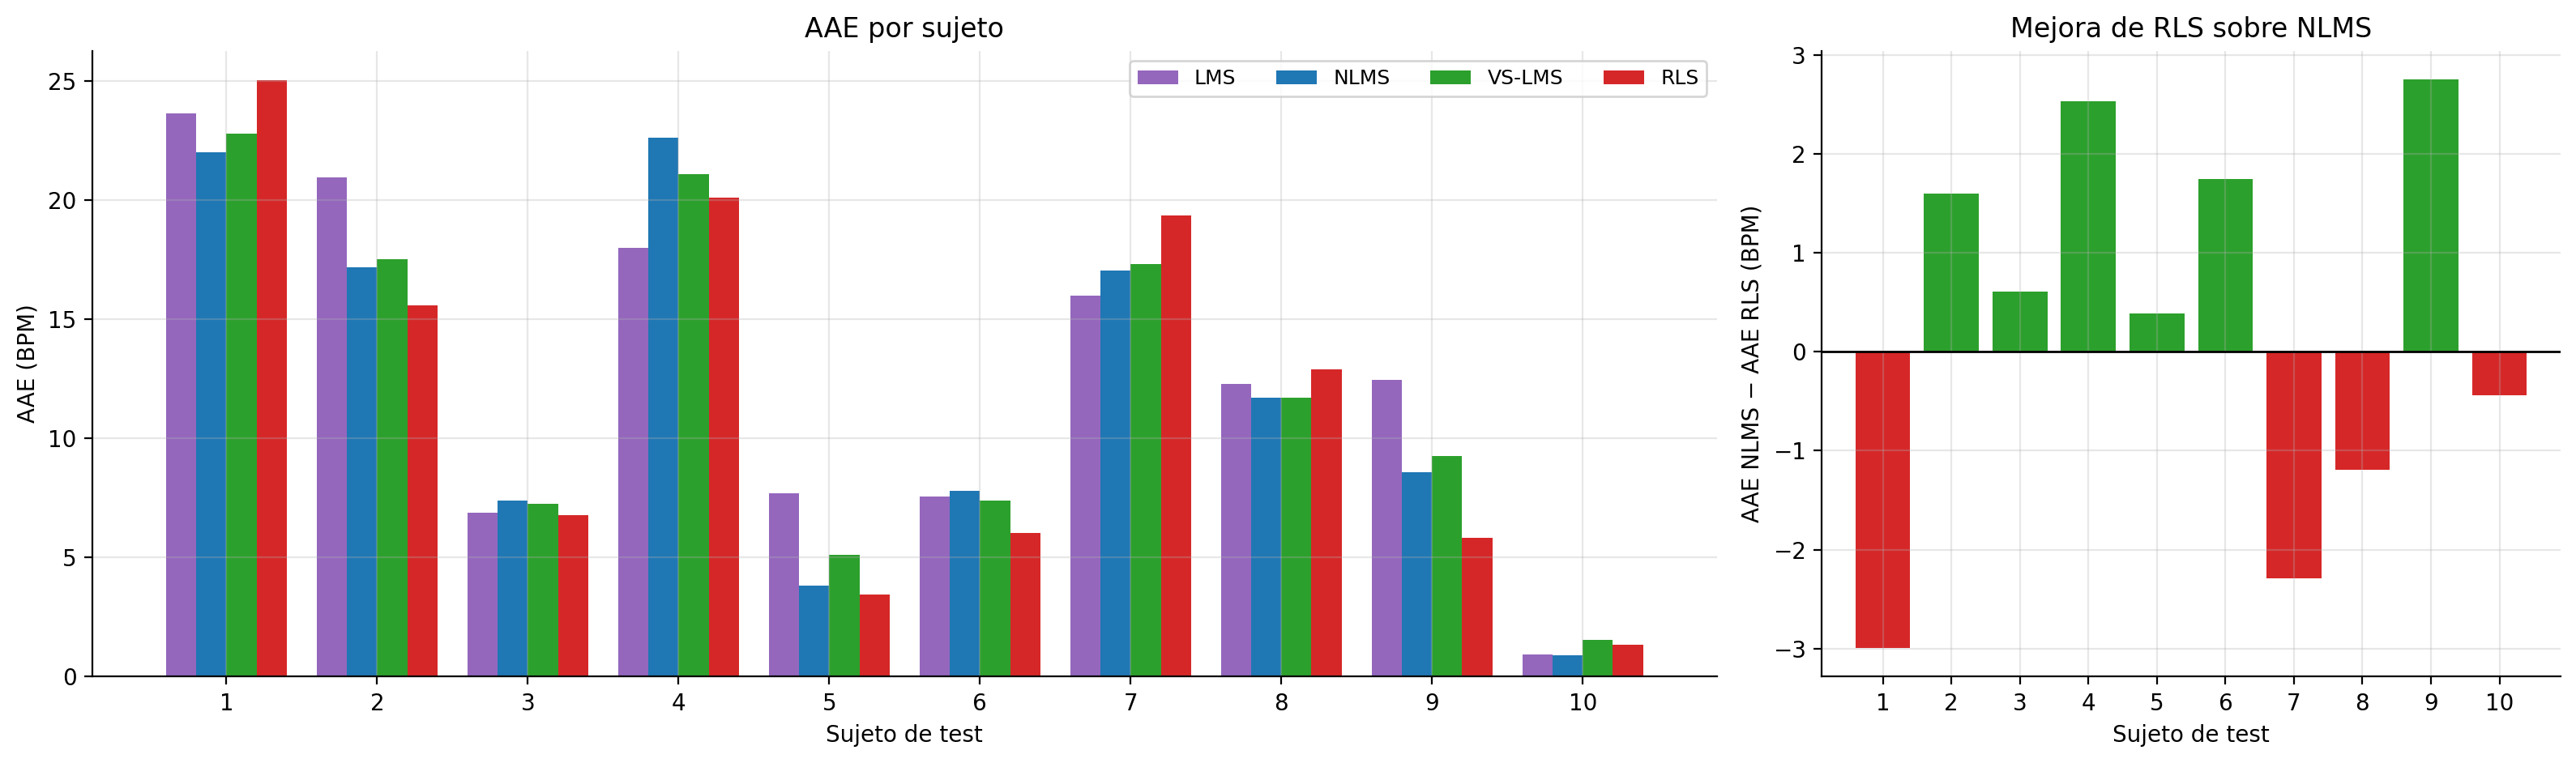 AAE por sujeto
LMS NLMS VS-LMS RLS
AAE (BPM)
25
20
15
10
5
0
1 2 3 4 5 6 7 8 9 10
Sujeto de test
Mejora de RLS sobre NLMS
AAE NLMS − AAE RLS (BPM)
3
2
1
0
−1
−2
−3
1 2 3 4 5 6 7 8 9 10
Sujeto de test